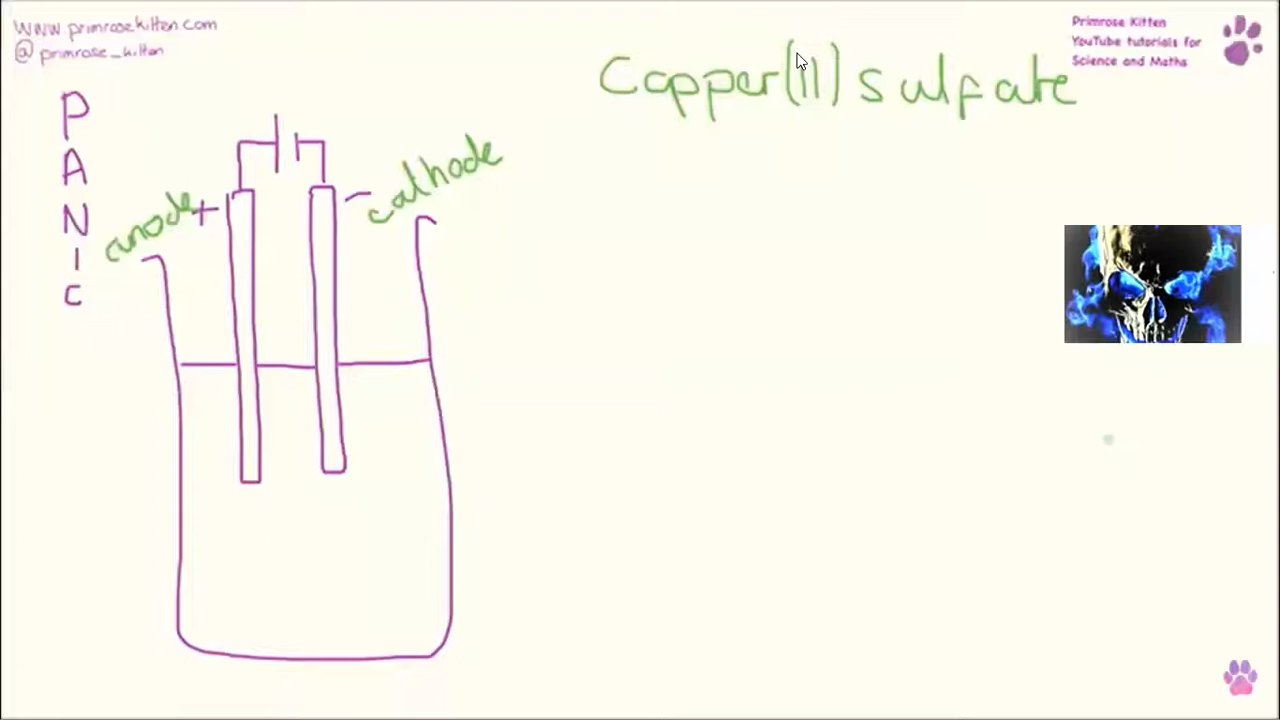 www.primrosekitten.com
@primrose_kitten
Primrose Kitten
YouTube tutorials for
Science and Maths
Copper(II) sulfate
P
A
N
I
C
anode +
- cathode